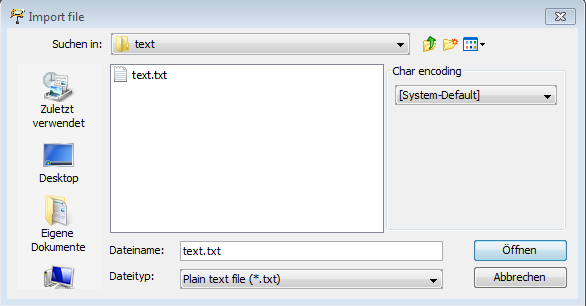 Import file
Suchen in:
text
text.txt
Char encoding
[System-Default]
Zuletzt
verwendet
Desktop
Eigene
Dokumente
Dateiname:
text.txt
Öffnen
Dateityp:
Plain text file (*.txt)
Abbrechen